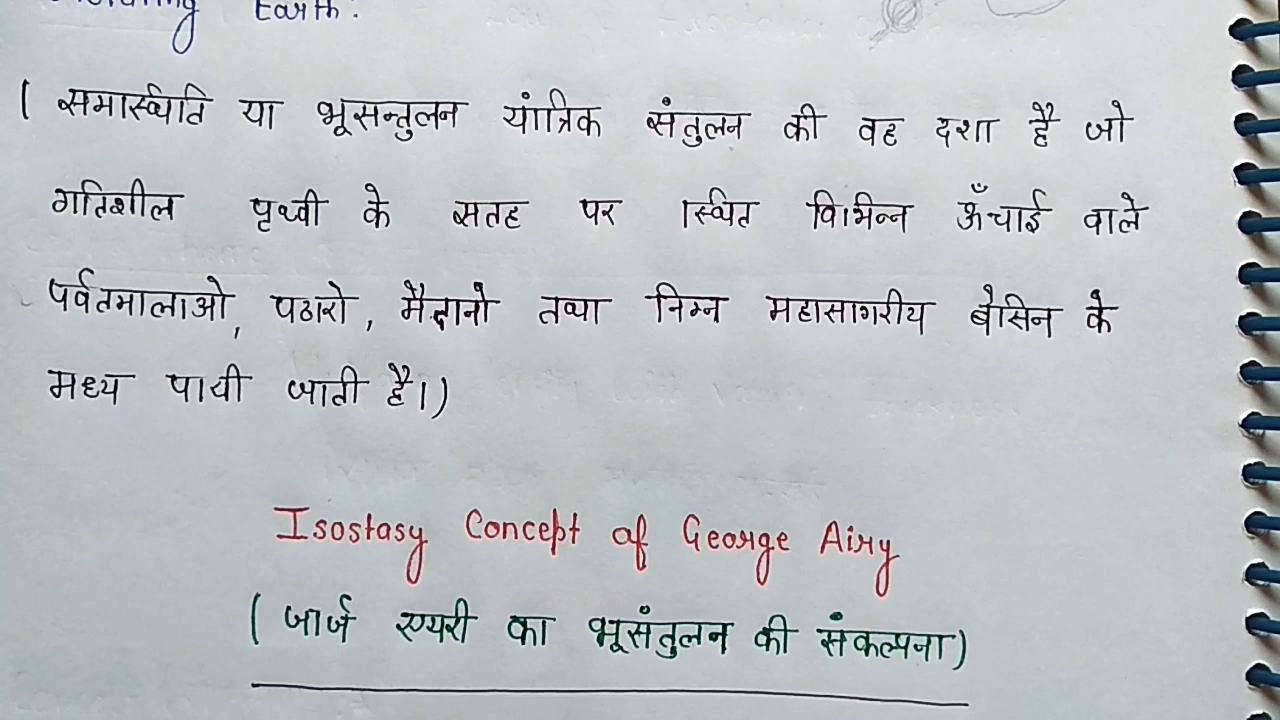 Earth.
( समास्थिति या भूसन्तुलन यांत्रिक संतुलन की वह दशा है जो
गतिशील पृथ्वी के सतह पर स्थित विभिन्न ऊँचाई वाले
पर्वतमालाओ, पठारो, मैदानो तथा निम्न महासागरीय बेसिन के
मध्य पायी जाती है।)
Isostasy Concept of George Airy
( जार्ज एयरी का भूसंतुलन की संकल्पना)